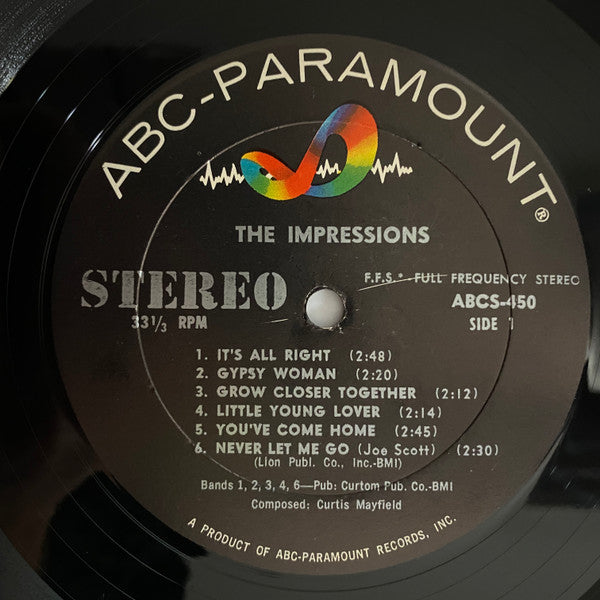 ABC-PARAMOUNT®
THE IMPRESSIONS
STEREO
F.F.S.*-FULL FREQUENCY STEREO
33 1/3 RPM
ABCS-450
SIDE 1
1. IT'S ALL RIGHT (2:48)
2. GYPSY WOMAN (2:20)
3. GROW CLOSER TOGETHER (2:12)
4. LITTLE YOUNG LOVER (2:14)
5. YOU'VE COME HOME (2:45)
6. NEVER LET ME GO (Joe Scott) (2:30)
(Lion Publ. Co., Inc.-BMI)
Bands 1, 2, 3, 4, 6—Pub: Curtom Pub. Co.-BMI
Composed: Curtis Mayfield
A PRODUCT OF ABC-PARAMOUNT RECORDS, INC.